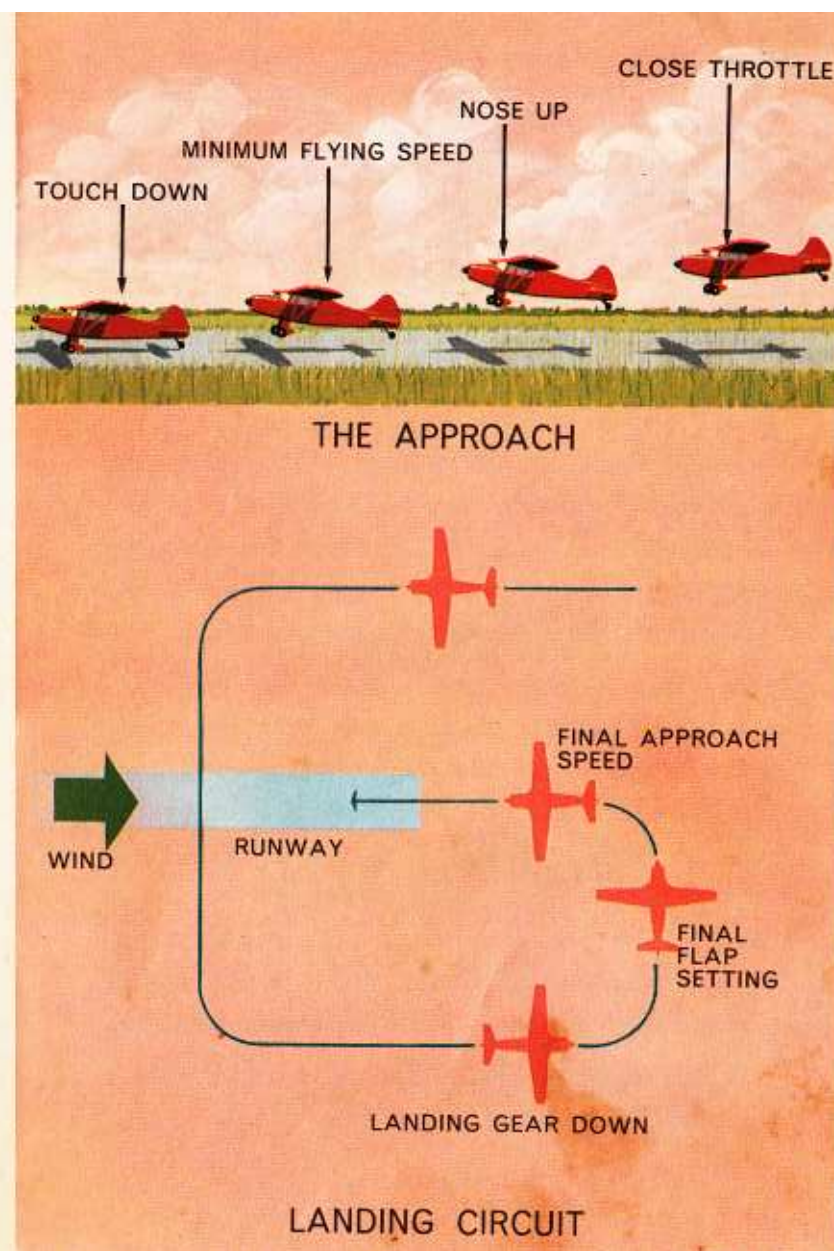 CLOSE THROTTLE
NOSE UP
MINIMUM FLYING SPEED
TOUCH DOWN
THE APPROACH
FINAL APPROACH
SPEED
WIND
RUNWAY
FINAL
FLAP
SETTING
LANDING GEAR DOWN
LANDING CIRCUIT